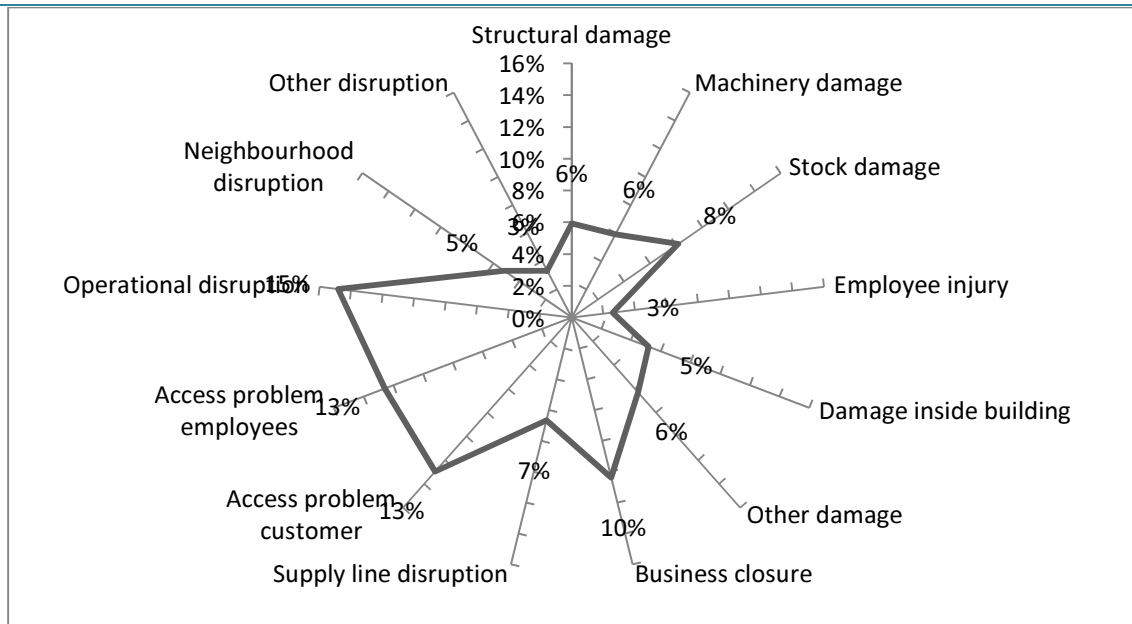 Structural damage
16%
14%
12%
10%
8%
6%
4%
2%
0%
Other disruption
Machinery damage
Neighbourhood
disruption
Stock damage
6%
6%
8%
3%
5%
Operational disruption
15%
Employee injury
3%
Access problem
employees
13%
5%
Damage inside building
6%
Access problem
customer
13%
7%
10%
Other damage
Supply line disruption
Business closure